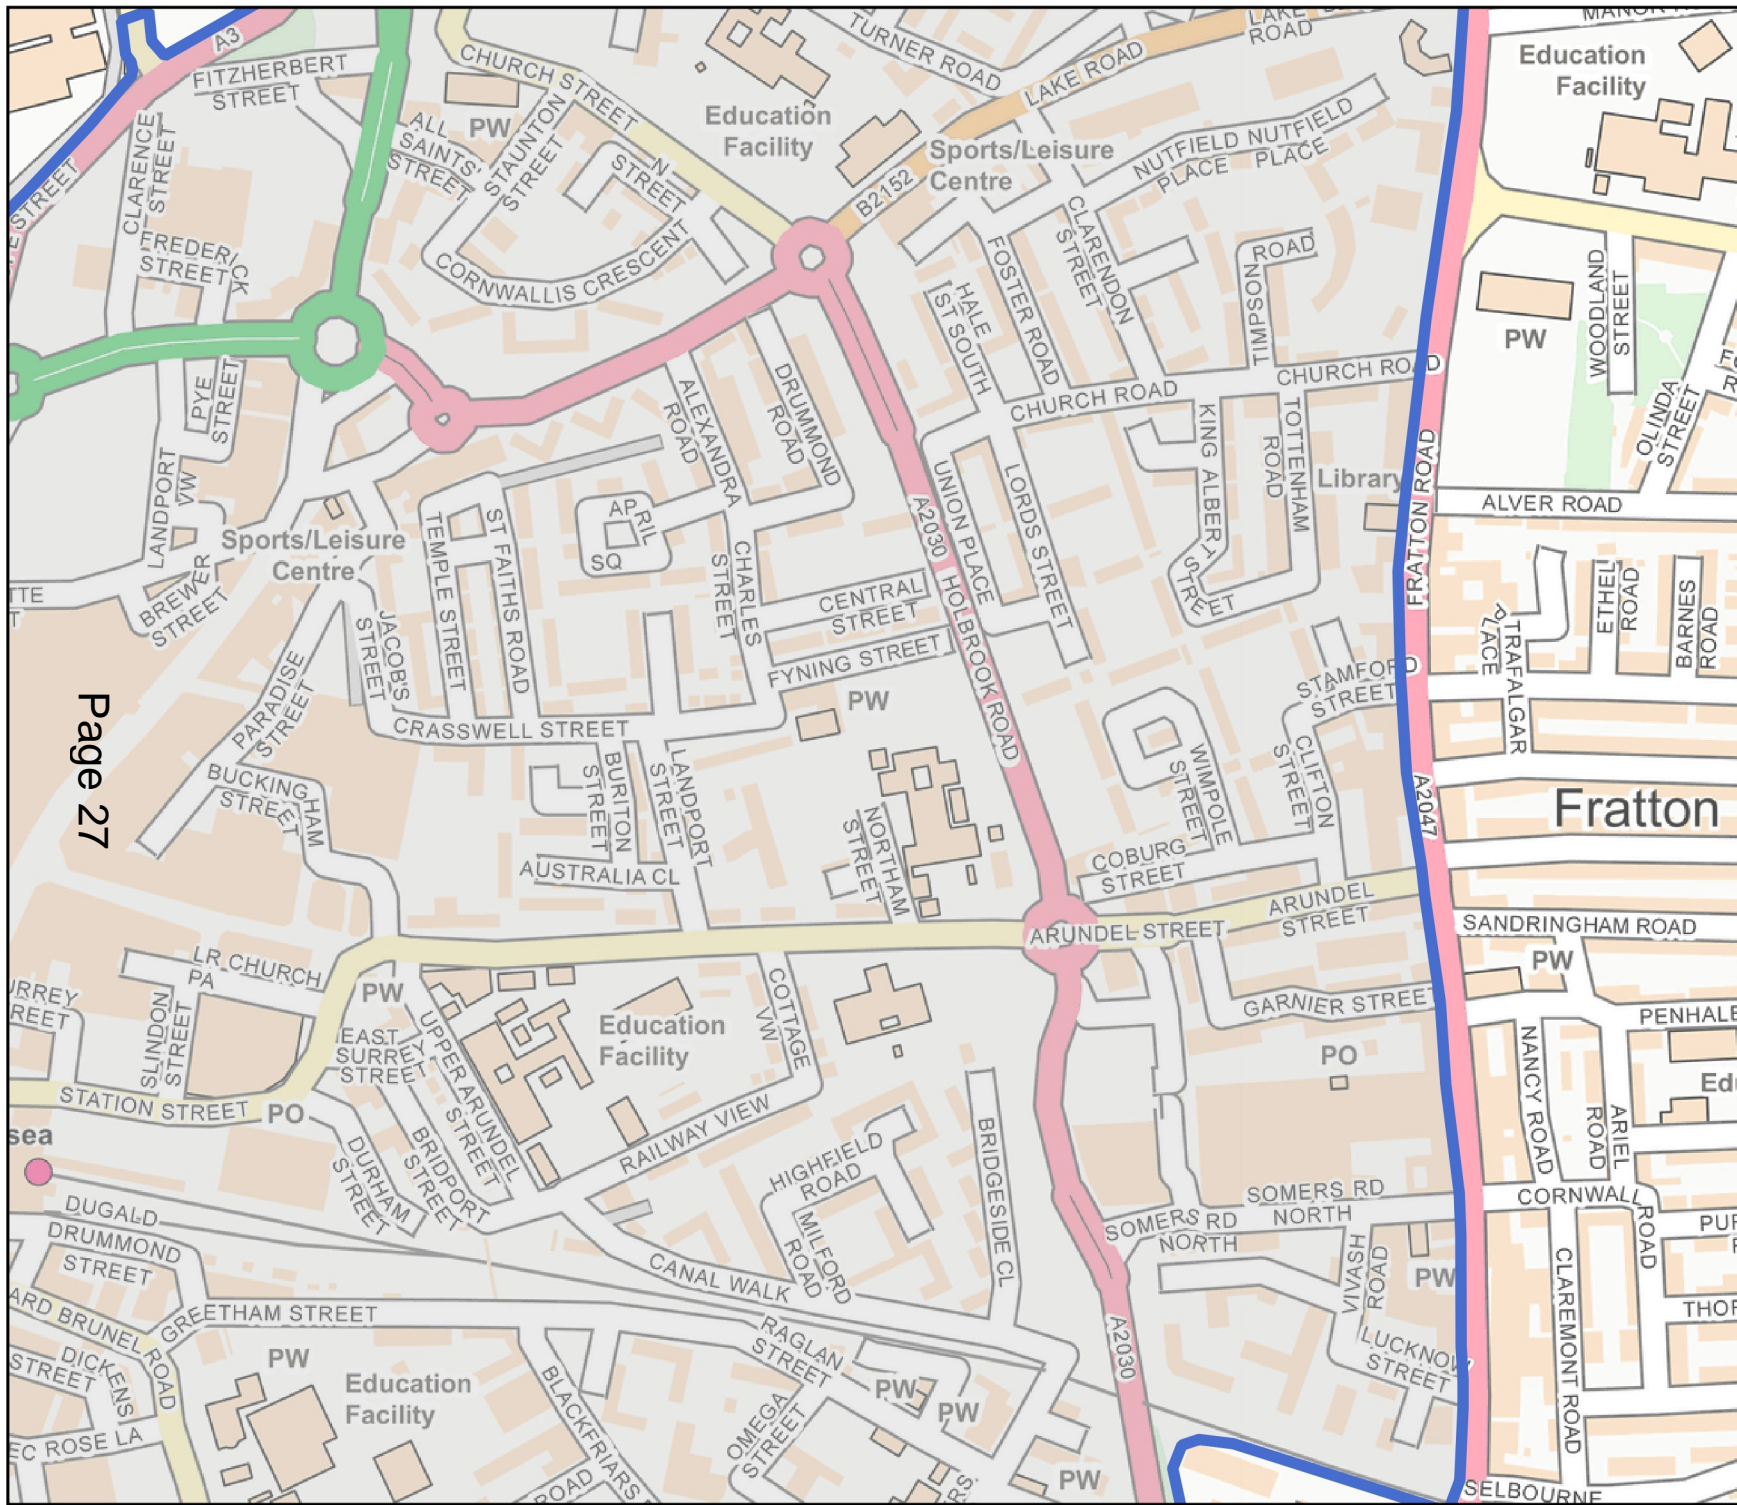 A3
FITZHERBERT
STREET
CHURCH STREET
TURNER ROAD
LAKE ROAD
LAKE
ROAD
Education
Facility
Education
Facility
PW
ALL
SAINTS'
STREET
STAUNTON
STREET
N
STREET
CLARENCE
STREET
B2152
Sports/Leisure
Centre
NUTFIELD
PLACE
NUTFIELD
PLACE
STREET
FREDERICK
STREET
CORNWALLIS CRESCENT
CLARENDON
STREET
FOSTER ROAD
HALE
ST SOUTH
TIMPSON
ROAD
WOODLAND
STREET
PW
OLINDA
STREET
PYE
STREET
ALEXANDRA
ROAD
DRUMMOND
ROAD
CHURCH ROAD
CHURCH ROAD
KING ALBERT
STREET
TOTTENHAM
ROAD
Library
FRATTON ROAD
ALVER ROAD
LANDPORT
VW
Sports/Leisure
Centre
TEMPLE STREET
ST FAITHS ROAD
APRIL
SQ
CHARLES
STREET
A2030
HOLBROOK ROAD
UNION PLACE
LORDS STREET
CENTRAL
STREET
FYNING STREET
BREWER
STREET
JACOB'S
STREET
PARADISE
STREET
CRASSWELL STREET
PW
STAMFORD
STREET
TRAFALGAR
PLACE
ETHEL
ROAD
BARNES
ROAD
Page 27
BUCKINGHAM
STREET
BURITON
STREET
LANDPORT
STREET
AUSTRALIA CL
NORTHAM
STREET
WIMPOLE
STREET
CLIFTON
STREET
COBURG
STREET
A2047
Fratton
ARUNDEL STREET
ARUNDEL
STREET
SANDRINGHAM ROAD
PW
LR CHURCH
PA
SLINDON
STREET
PW
EAST
SURREY
STREET
UPPER ARUNDEL
STREET
Education
Facility
COTTAGE
VW
GARNIER STREET
PO
PENHALE
NANCY ROAD
ARIEL
ROAD
STATION STREET
PO
DURHAM
STREET
BRIDPORT
STREET
RAILWAY VIEW
HIGHFIELD
ROAD
MILFORD
ROAD
BRIDGESIDE CL
SOMERS RD
NORTH
SOMERS RD
NORTH
CORNWALL
ROAD
DUGALD
DRUMMOND
STREET
CANAL WALK
VIVASH
ROAD
PW
LUCKNOW
STREET
CLAREMONT ROAD
GREETHAM STREET
BRUNEL ROAD
DICKENS
STREET
ROSE LA
PW
Education
Facility
BLACKFRIARS
ROAD
RAGLAN
STREET
OMEGA
STREET
PW
PW
PW
A2030
SELBOURNE